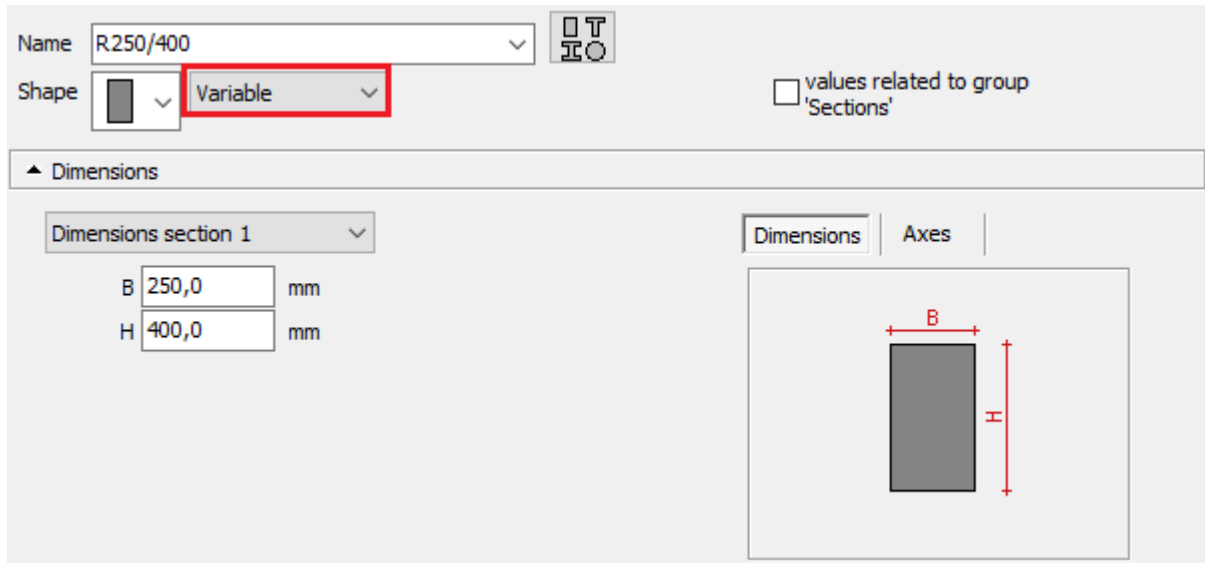 Name R250/400
Shape Variable
values related to group
'Sections'
Dimensions
Dimensions section 1
Dimensions Axes
B 250,0 mm
H 400,0 mm
B
H